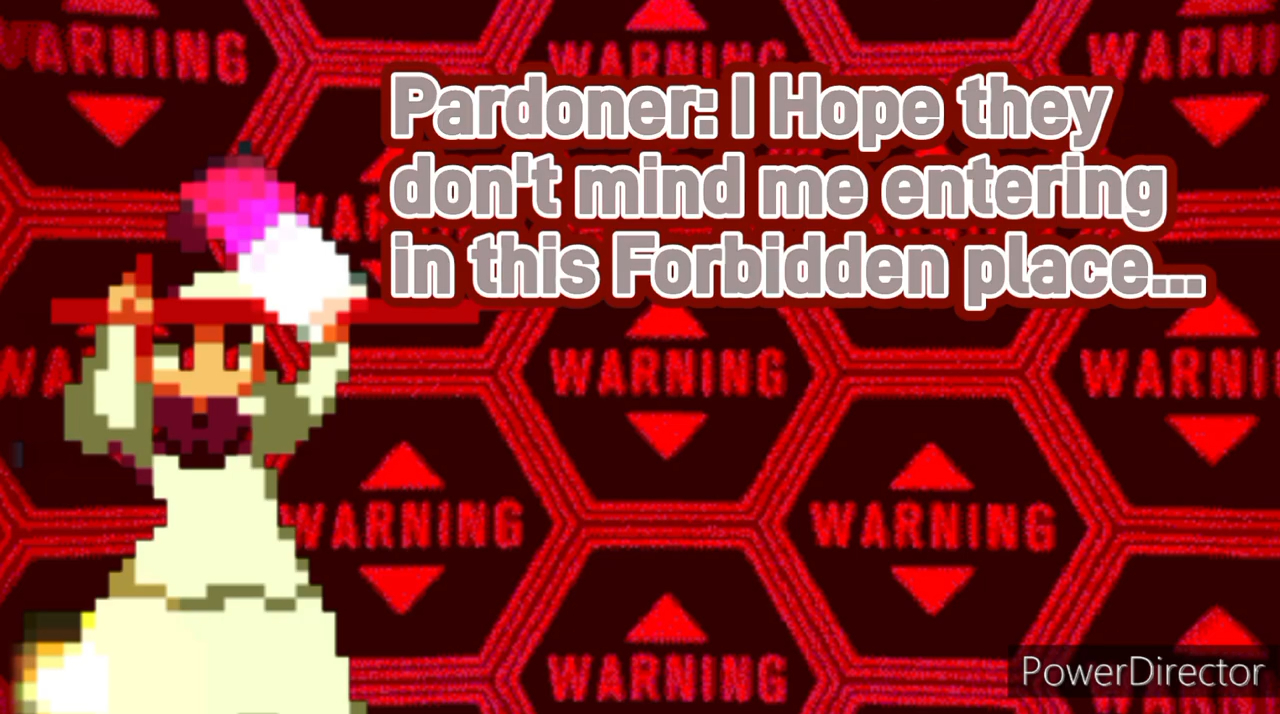 WARNING WARNING WARNING
Pardoner: I Hope they
don't mind me entering
in this Forbidden place...
WARNING WARNING
WARNING WARNING
WARNING
PowerDirector